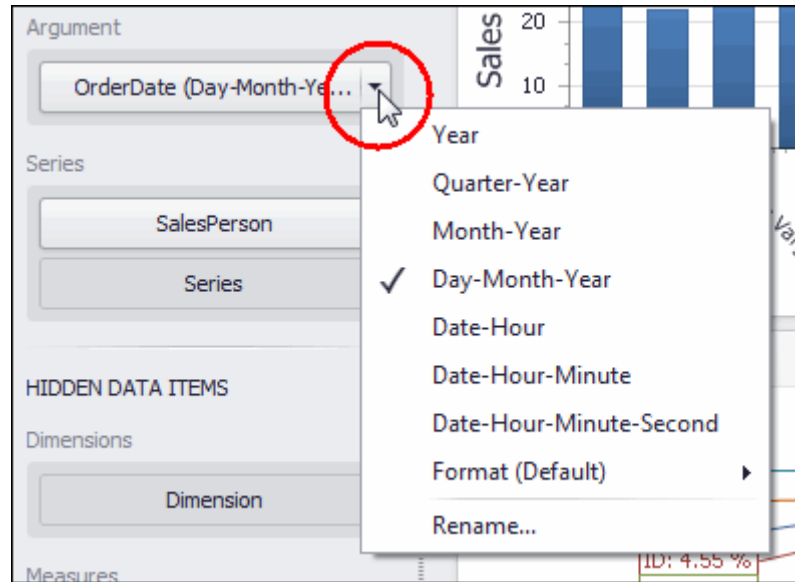 Argument
OrderDate (Day-Month-Ye...
Series
SalesPerson
Series
HIDDEN DATA ITEMS
Dimensions
Dimension
Measures
Year
Quarter-Year
Month-Year
Day-Month-Year
Date-Hour
Date-Hour-Minute
Date-Hour-Minute-Second
Format (Default)
Rename...
Sales
20
10
ID: 4.55 %